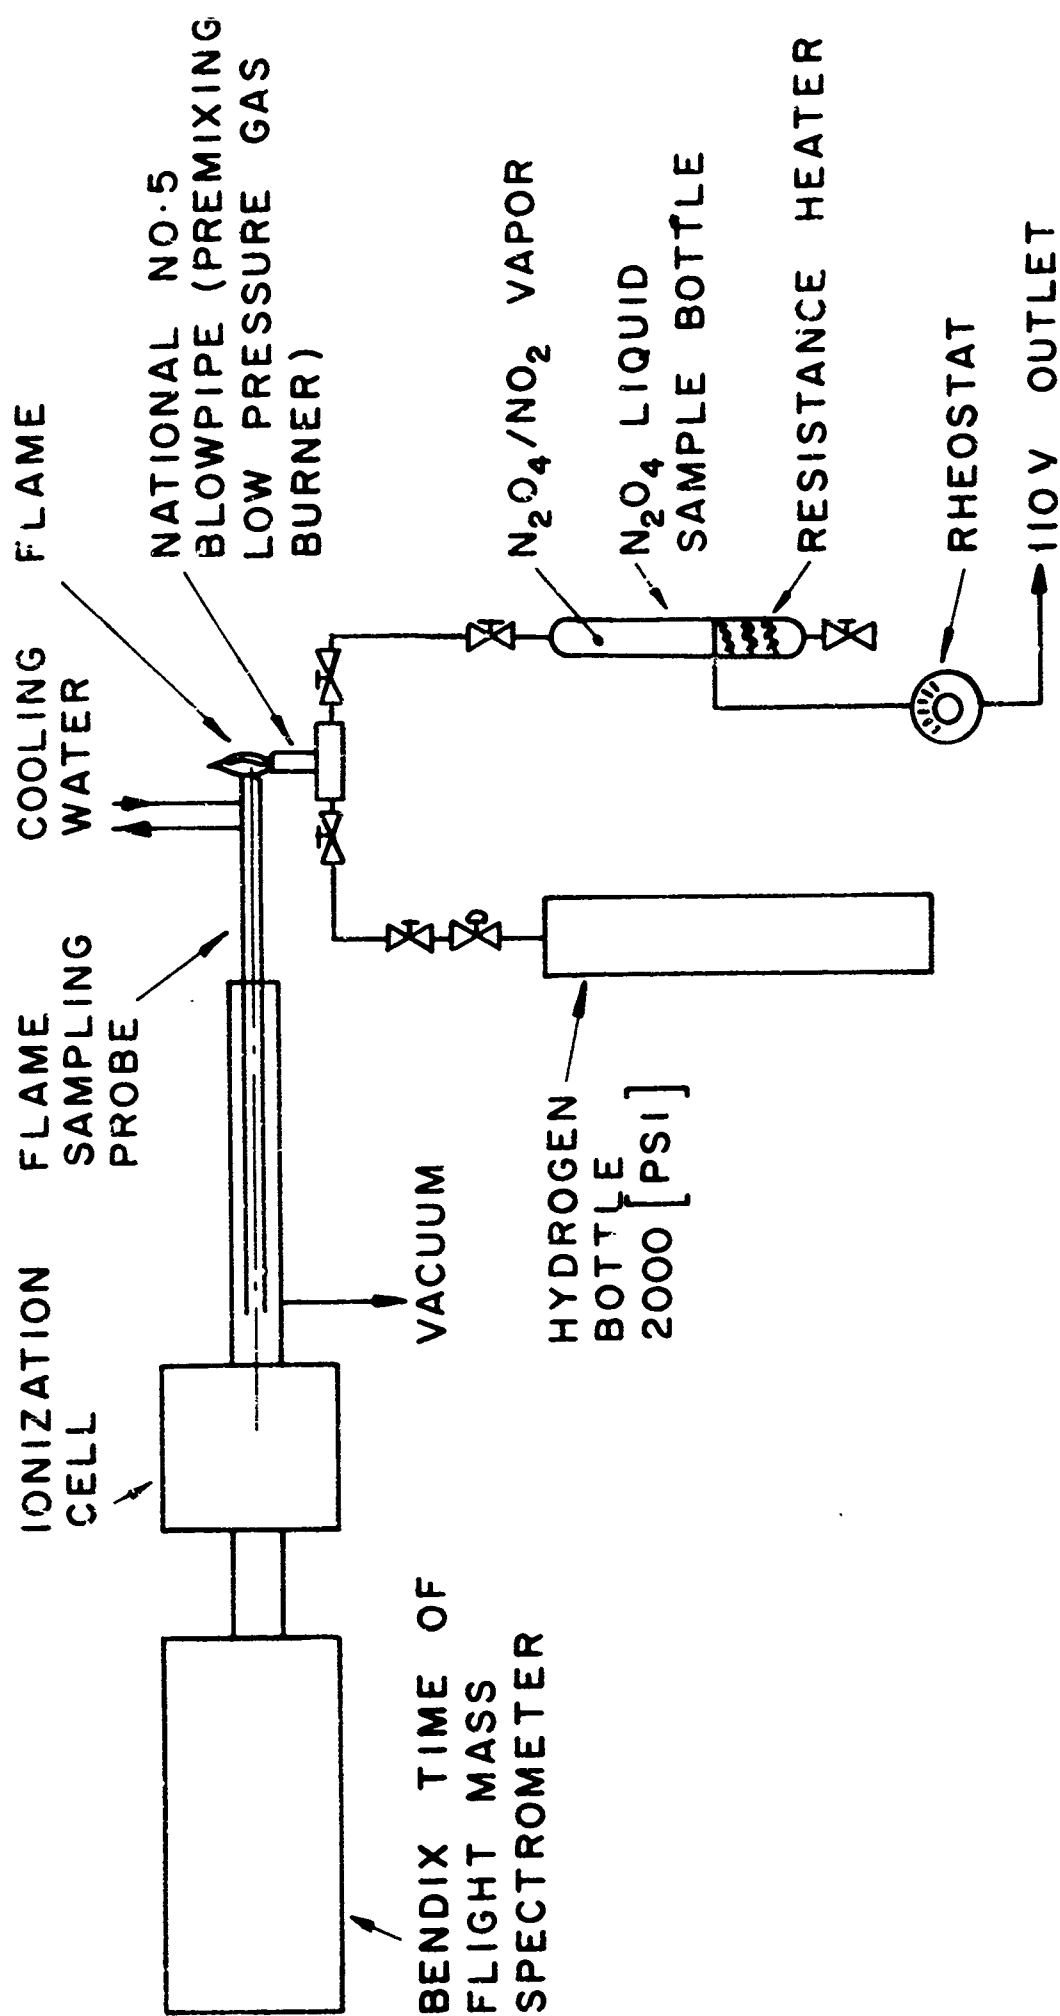 FLAME
COOLING
WATER
NATIONAL NO.5
BLOWPIPE (PREMIXING
LOW PRESSURE GAS
BURNER)
FLAME
SAMPLING
PROBE
IONIZATION
CELL
N₂O₄/NO₂ VAPOR
N₂O₄ LIQUID
SAMPLE BOTTLE
RESISTANCE HEATER
RHEOSTAT
110V OUTLET
VACUUM
HYDROGEN
BOTTLE
2000 [PSI]
BENDIX TIME OF
FLIGHT MASS
SPECTROMETER